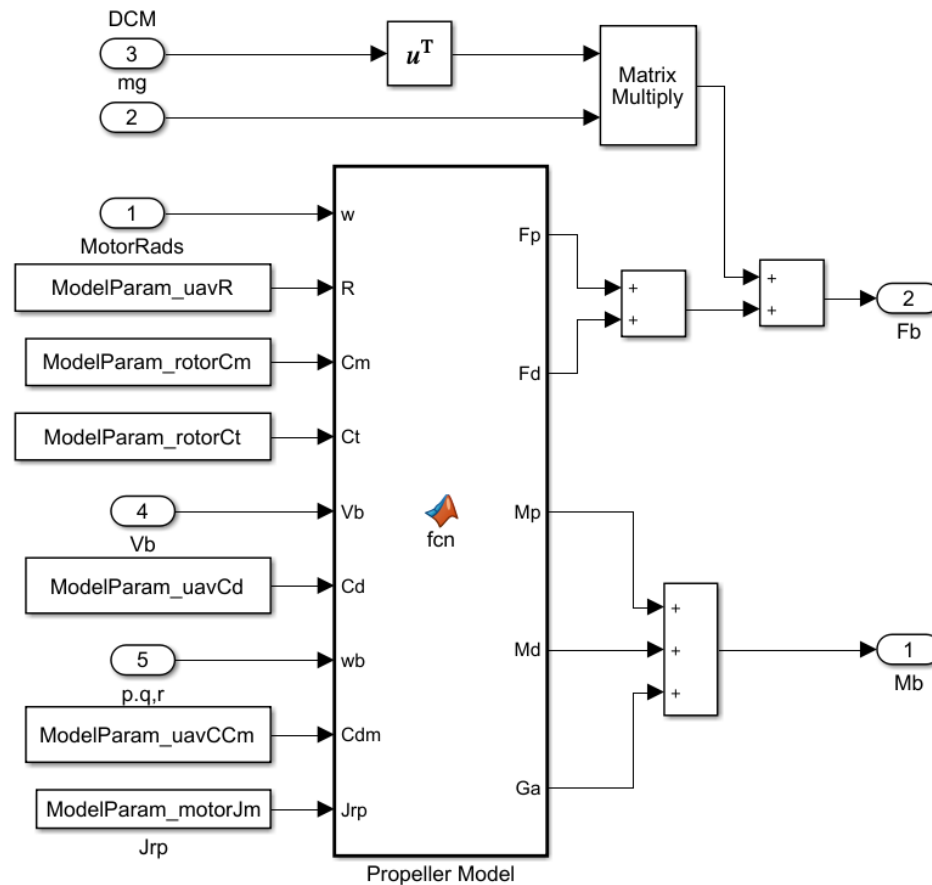 DCM
3
mg
2
u^T
Matrix
Multiply
1
MotorRads
ModelParam_uavR
ModelParam_rotorCm
ModelParam_rotorCt
4
Vb
ModelParam_uavCd
5
p.q,r
ModelParam_uavCCm
ModelParam_motorJm
Jrp
w
R
Cm
Ct
Vb
Cd
wb
Cdm
Jrp
fcn
Fp
Fd
Mp
Md
Ga
Propeller Model
+
+
+
+
2
Fb
+
+
+
1
Mb